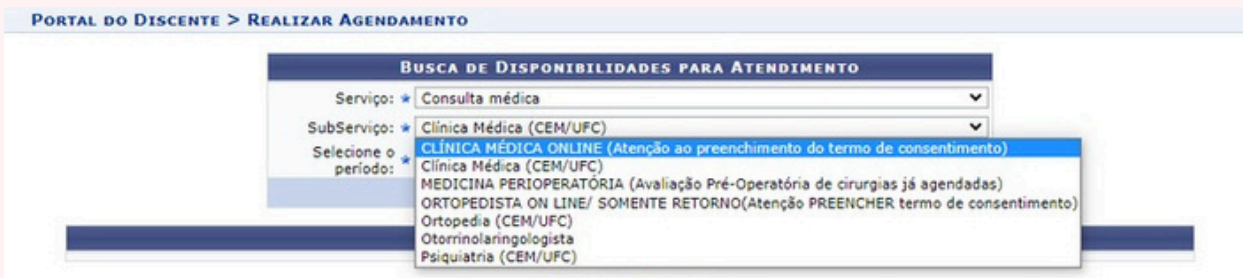 PORTAL DO DISCENTE > REALIZAR AGENDAMENTO
BUSCA DE DISPONIBILIDADES PARA ATENDIMENTO
Serviço: ★ Consulta médica
SubServiço: ★ Clínica Médica (CEM/UFC)
Selecione o período: ★
CLÍNICA MÉDICA ONLINE (Atenção ao preenchimento do termo de consentimento)
Clínica Médica (CEM/UFC)
MEDICINA PERIOPERATÓRIA (Avaliação Pré-Operatória de cirurgias já agendadas)
ORTOPEDISTA ON LINE/ SOMENTE RETORNO(Atenção PREENCHER termo de consentimento)
Ortopedia (CEM/UFC)
Otorrinolaringologista
Psiquiatria (CEM/UFC)